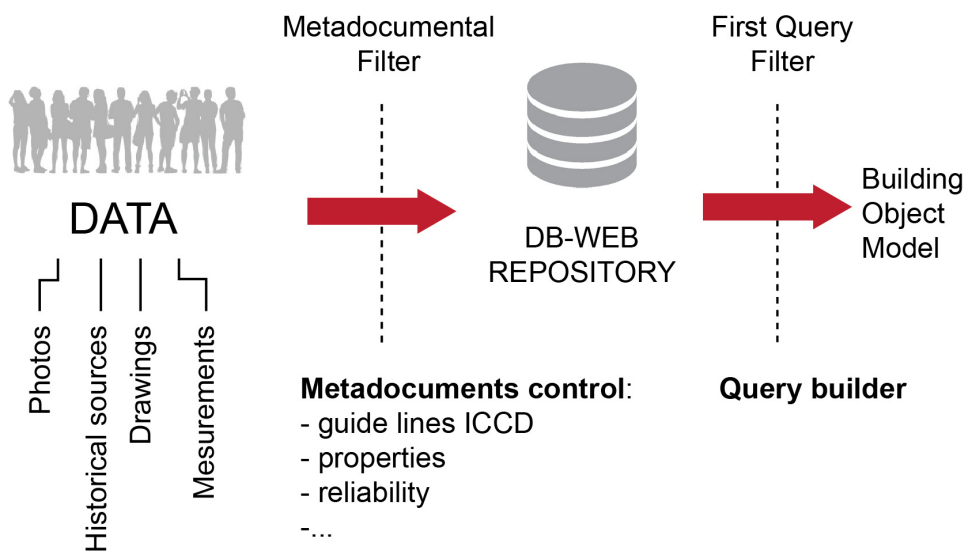 Metadocumental
Filter
First Query
Filter
DATA
DB-WEB
REPOSITORY
Building
Object
Model
Photos
Historical sources
Drawings
Mesurements
Metadocuments control:
- guide lines ICCD
- properties
- reliability
-...
Query builder